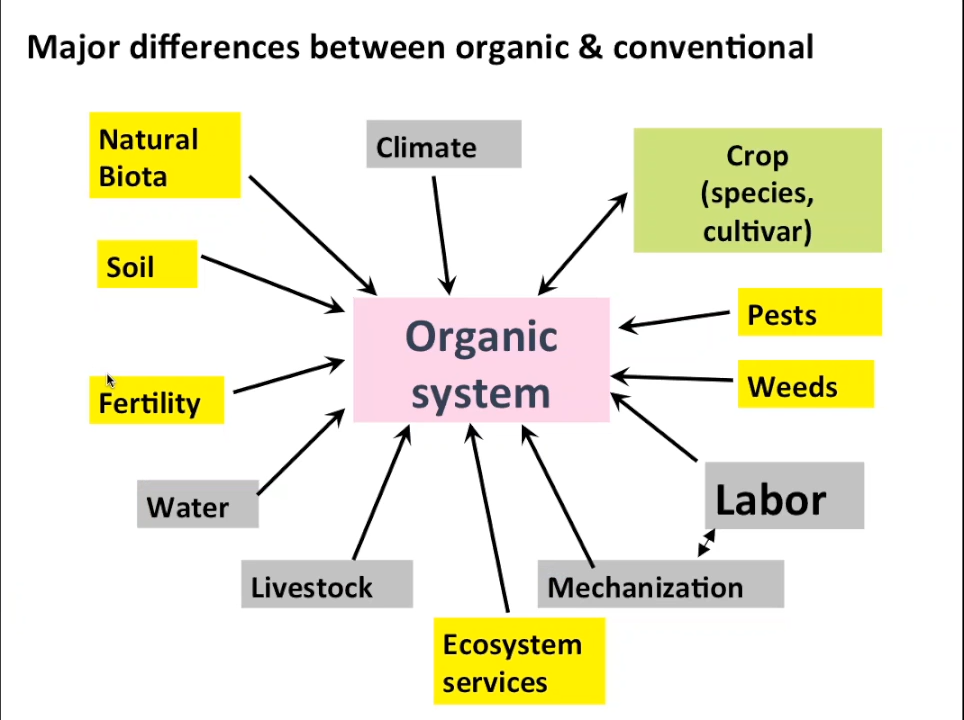 Major differences between organic & conventional
Natural
Biota
Climate
Crop
(species,
cultivar)
Soil
Pests
Organic
system
Weeds
Fertility
Water
Labor
Livestock
Mechanization
Ecosystem
services